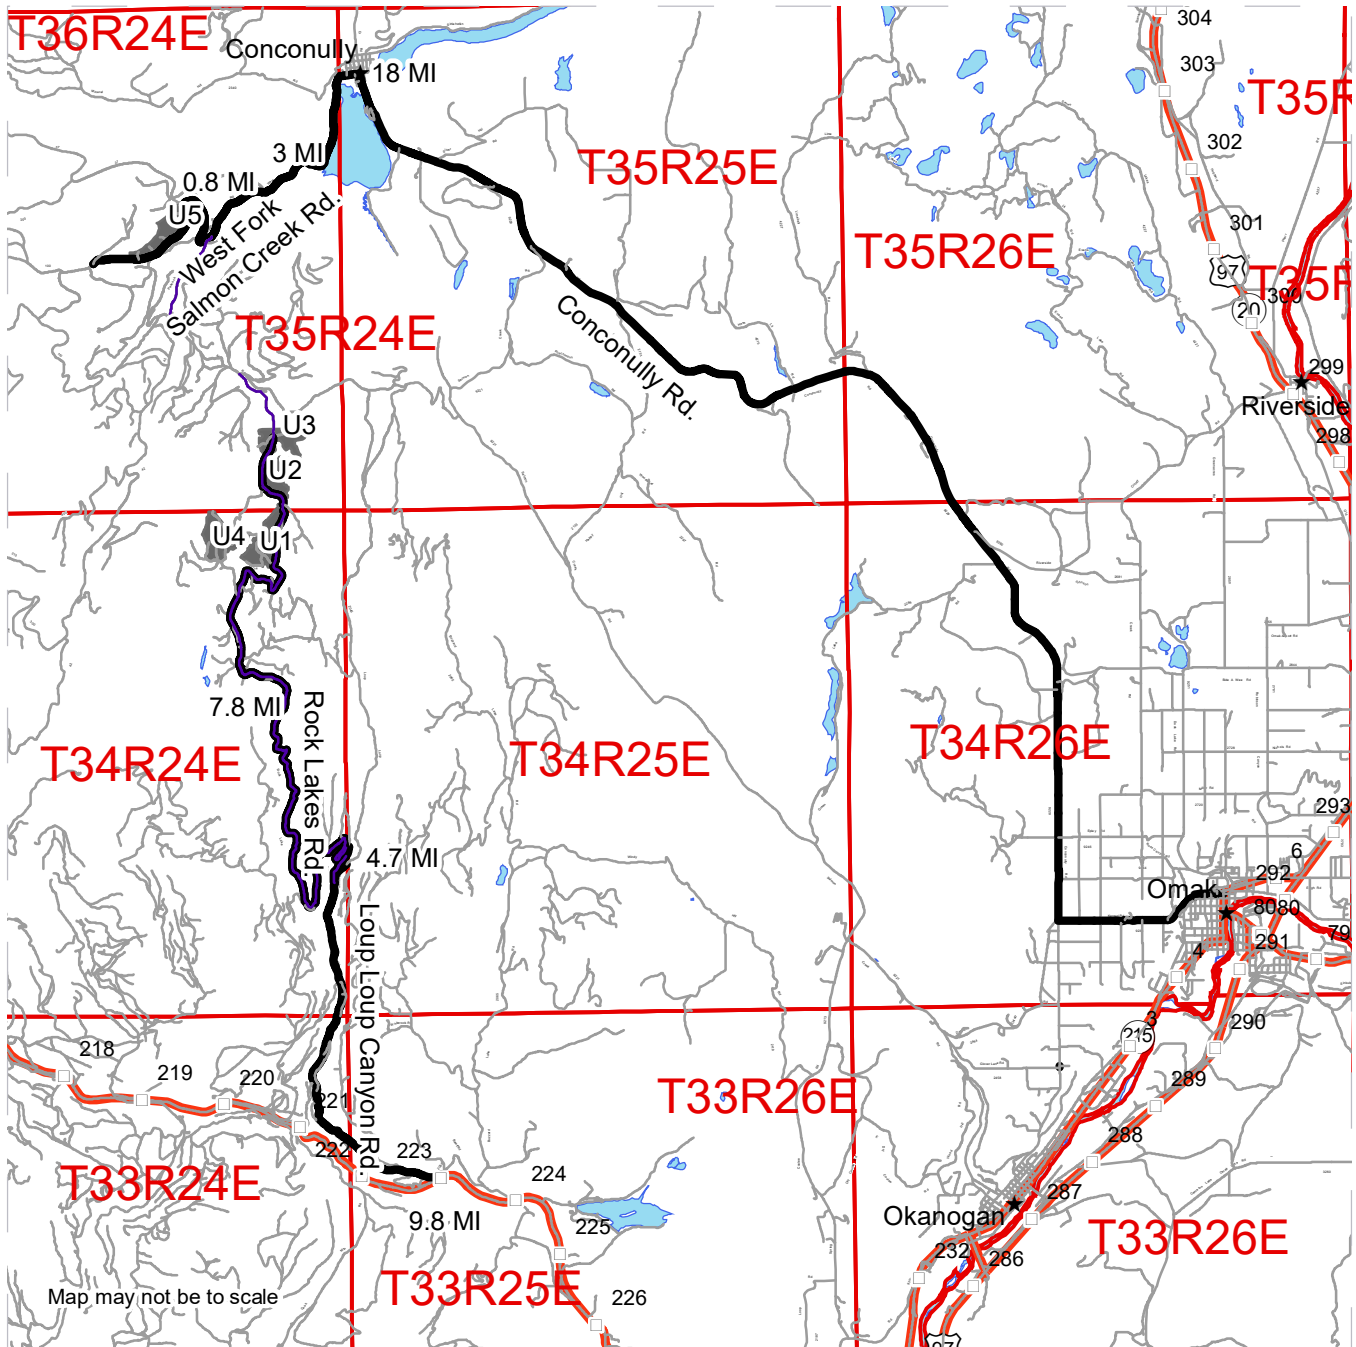 T36R24E
304
Conconully
18 MI
303
T35R
302
3 MI
T35R25E
0.8 MI
U5
301
T35R26E
West Fork
Salmon Creek Rd.
97
T35R
300
20
T35R24E
Conconully Rd.
299
Riverside
U3
298
U2
U4
U1
7.8 MI
Rock Lakes Rd.
T34R24E
T34R25E
T34R26E
293
6
4.7 MI
292
Omak
8080
79
291
4
Loup Loup Canyon Rd.
290
3
215
218
219
220
289
221
T33R26E
288
222
223
224
T33R24E
287
225
9.8 MI
Okanogan
T33R26E
232
286
T33R25E
Map may not be to scale
226
97